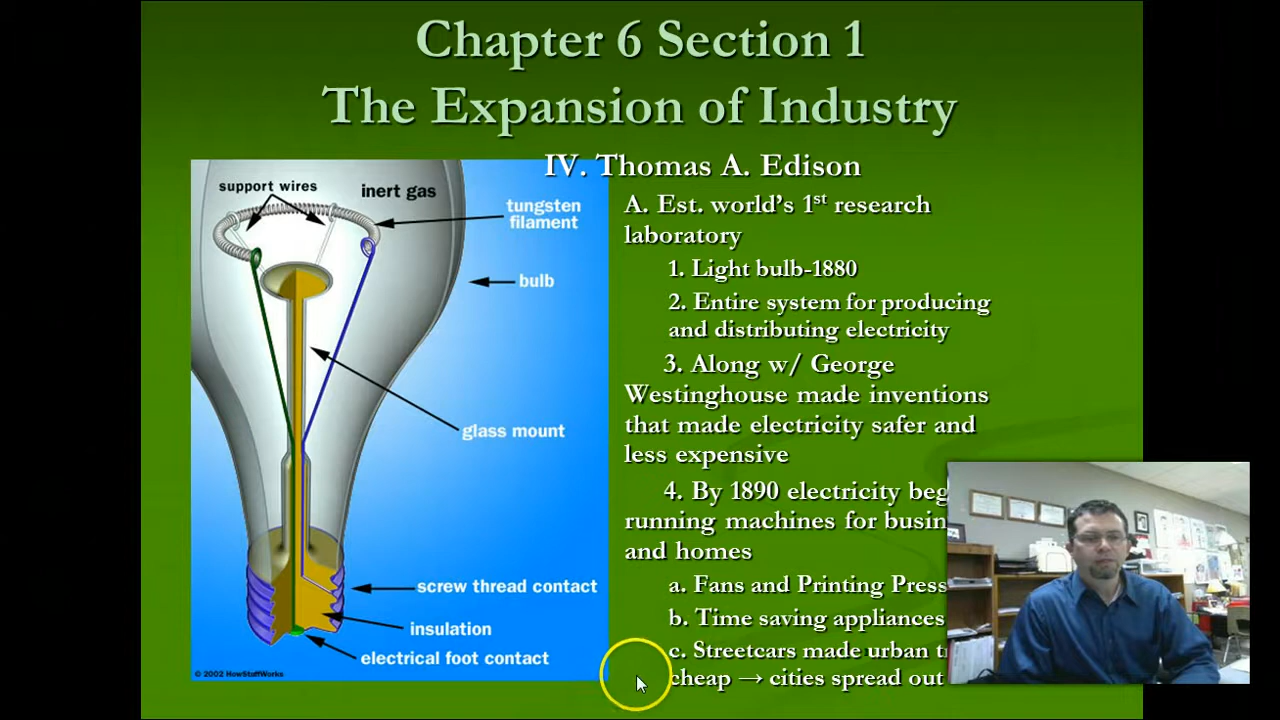 Chapter 6 Section 1
The Expansion of Industry
IV. Thomas A. Edison
support wires
inert gas
tungsten
filament
bulb
glass mount
screw thread contact
insulation
electrical foot contact
© 2002 HowStuffWorks
A. Est. world's 1st research
laboratory
1. Light bulb-1880
2. Entire system for producing
and distributing electricity
3. Along w/ George
Westinghouse made inventions
that made electricity safer and
less expensive
4. By 1890 electricity beg
running machines for busin
and homes
a. Fans and Printing Press
b. Time saving appliances
c. Streetcars made urban t
cheap → cities spread out